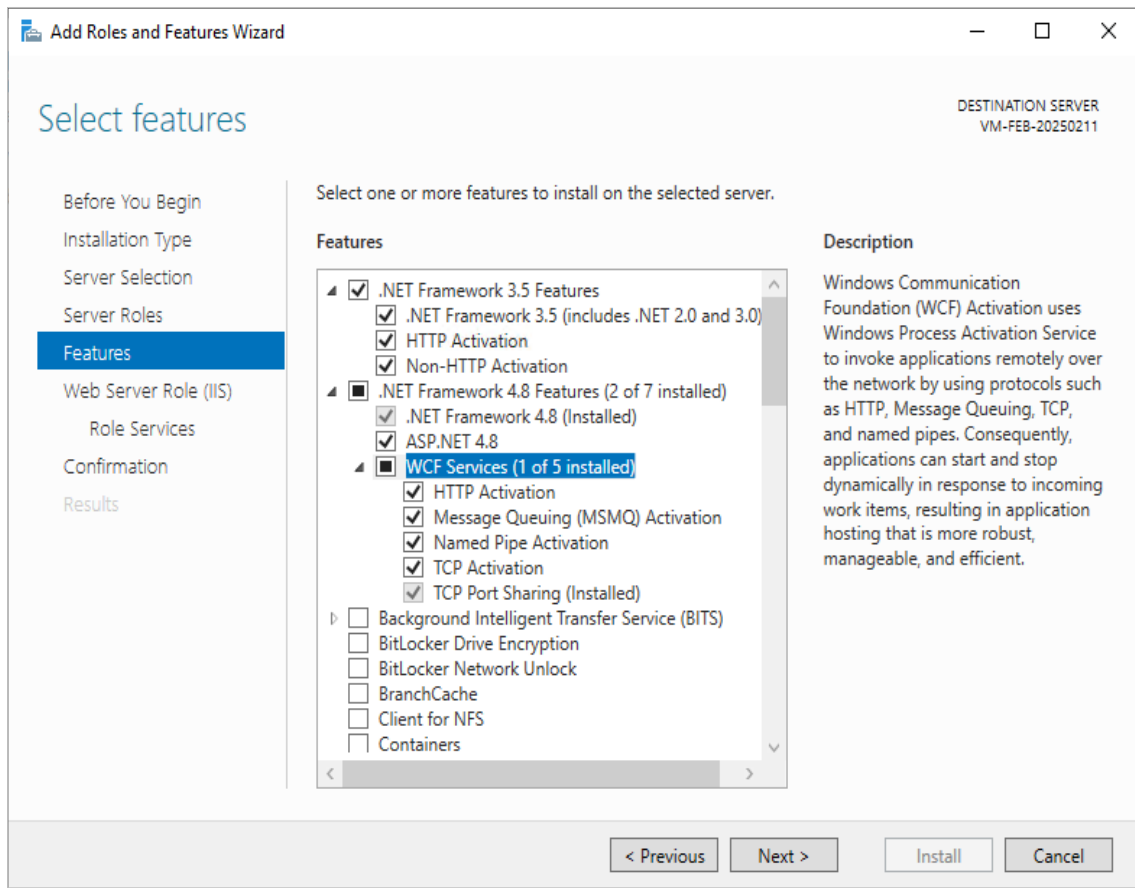 Add Roles and Features Wizard
Select features
DESTINATION SERVER
VM-FEB-20250211
Before You Begin
Installation Type
Server Selection
Server Roles
Features
Web Server Role (IIS)
Role Services
Confirmation
Results
Select one or more features to install on the selected server.
Features
.NET Framework 3.5 Features
.NET Framework 3.5 (includes .NET 2.0 and 3.0)
HTTP Activation
Non-HTTP Activation
.NET Framework 4.8 Features (2 of 7 installed)
.NET Framework 4.8 (Installed)
ASP.NET 4.8
WCF Services (1 of 5 installed)
HTTP Activation
Message Queuing (MSMQ) Activation
Named Pipe Activation
TCP Activation
TCP Port Sharing (Installed)
Background Intelligent Transfer Service (BITS)
BitLocker Drive Encryption
BitLocker Network Unlock
BranchCache
Client for NFS
Containers
Description
Windows Communication
Foundation (WCF) Activation uses
Windows Process Activation Service
to invoke applications remotely over
the network by using protocols such
as HTTP, Message Queuing, TCP,
and named pipes. Consequently,
applications can start and stop
dynamically in response to incoming
work items, resulting in application
hosting that is more robust,
manageable, and efficient.
< Previous
Next >
Install
Cancel